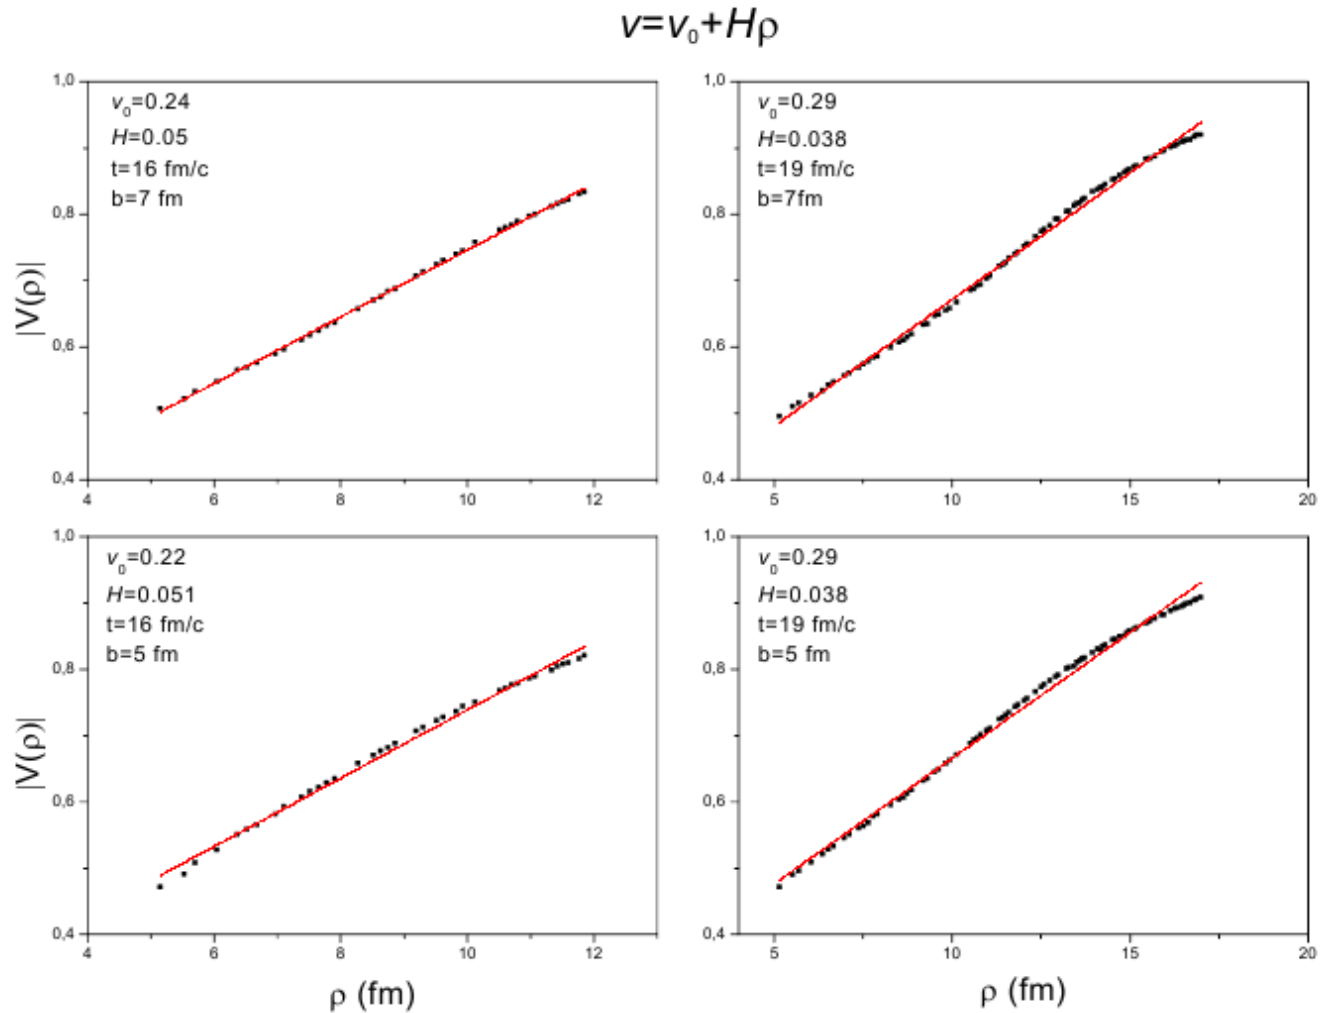 v=v₀+Hρ
1,0
0,8
0,6
0,4
v₀=0.24
H=0.05
t=16 fm/c
b=7 fm
|V(ρ)|
4
6
8
10
12
1,0
0,8
0,6
0,4
v₀=0.29
H=0.038
t=19 fm/c
b=7fm
5
10
15
20
1,0
0,8
0,6
0,4
v₀=0.22
H=0.051
t=16 fm/c
b=5 fm
|V(ρ)|
4
6
8
10
12
ρ (fm)
1,0
0,8
0,6
0,4
v₀=0.29
H=0.038
t=19 fm/c
b=5 fm
5
10
15
20
ρ (fm)